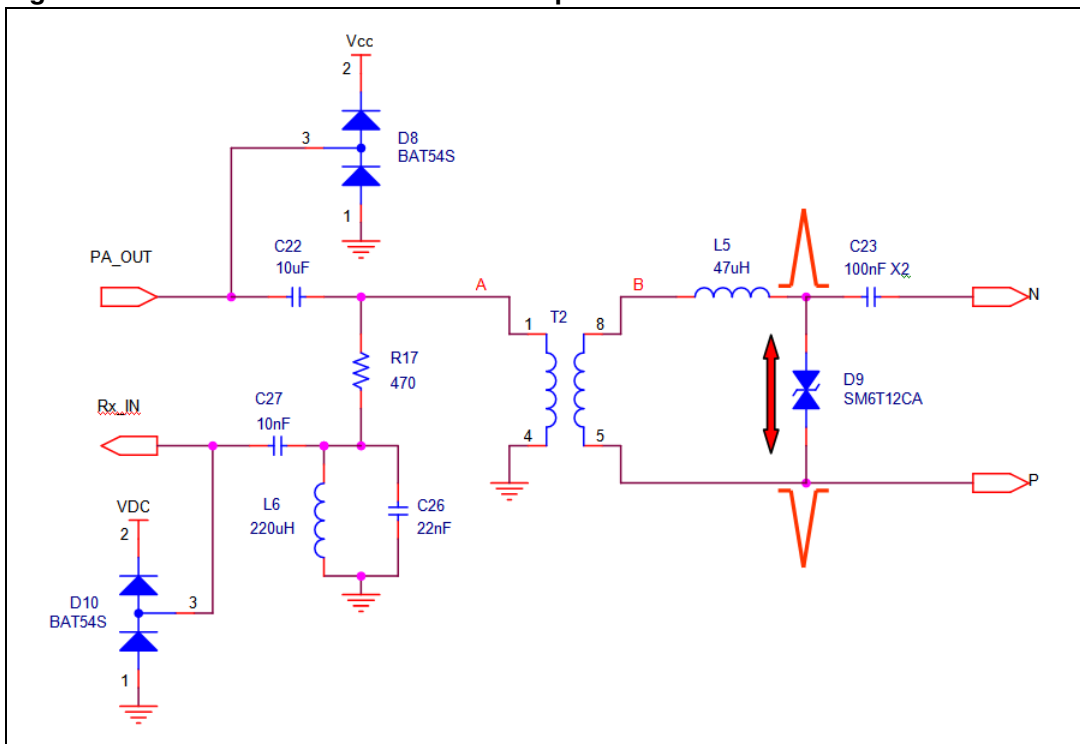 Vcc
2
3
D8
BAT54S
1
PA_OUT
C22
10uF
A
T2
1
8
4
5
B
L5
47uH
C23
100nF X2
N
R17
470
D9
SM6T12CA
Rx_IN
C27
10nF
L6
220uH
C26
22nF
P
VDC
2
D10
BAT54S
3
1